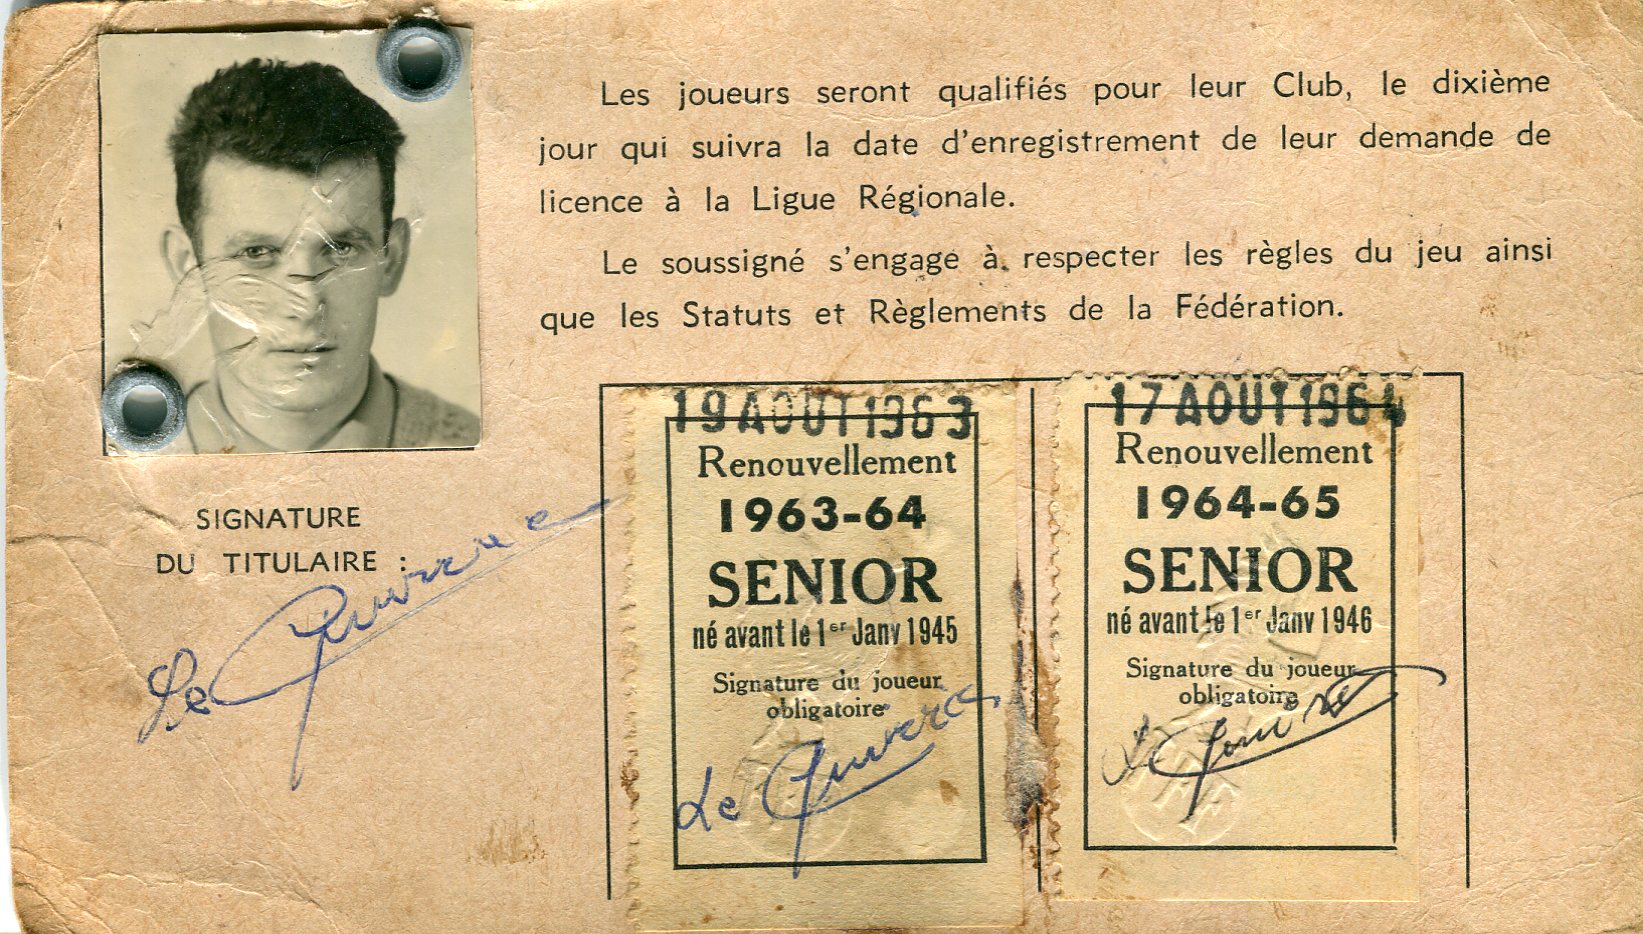 Les joueurs seront qualifiés pour leur Club, le dixième
jour qui suivra la date d'enregistrement de leur demande de
licence à la Ligue Régionale.
Le soussigné s'engage à respecter les règles du jeu ainsi
que les Statuts et Règlements de la Fédération.
SIGNATURE
DU TITULAIRE :
Le
19 AOUT 1963
Renouvellement
1963-64
SENIOR
né avant le 1er Janv 1945
Signature du joueur
obligatoire
Le
17 AOUT 1964
Renouvellement
1964-65
SENIOR
né avant le 1er Janv 1946
Signature du joueur
obligatoire